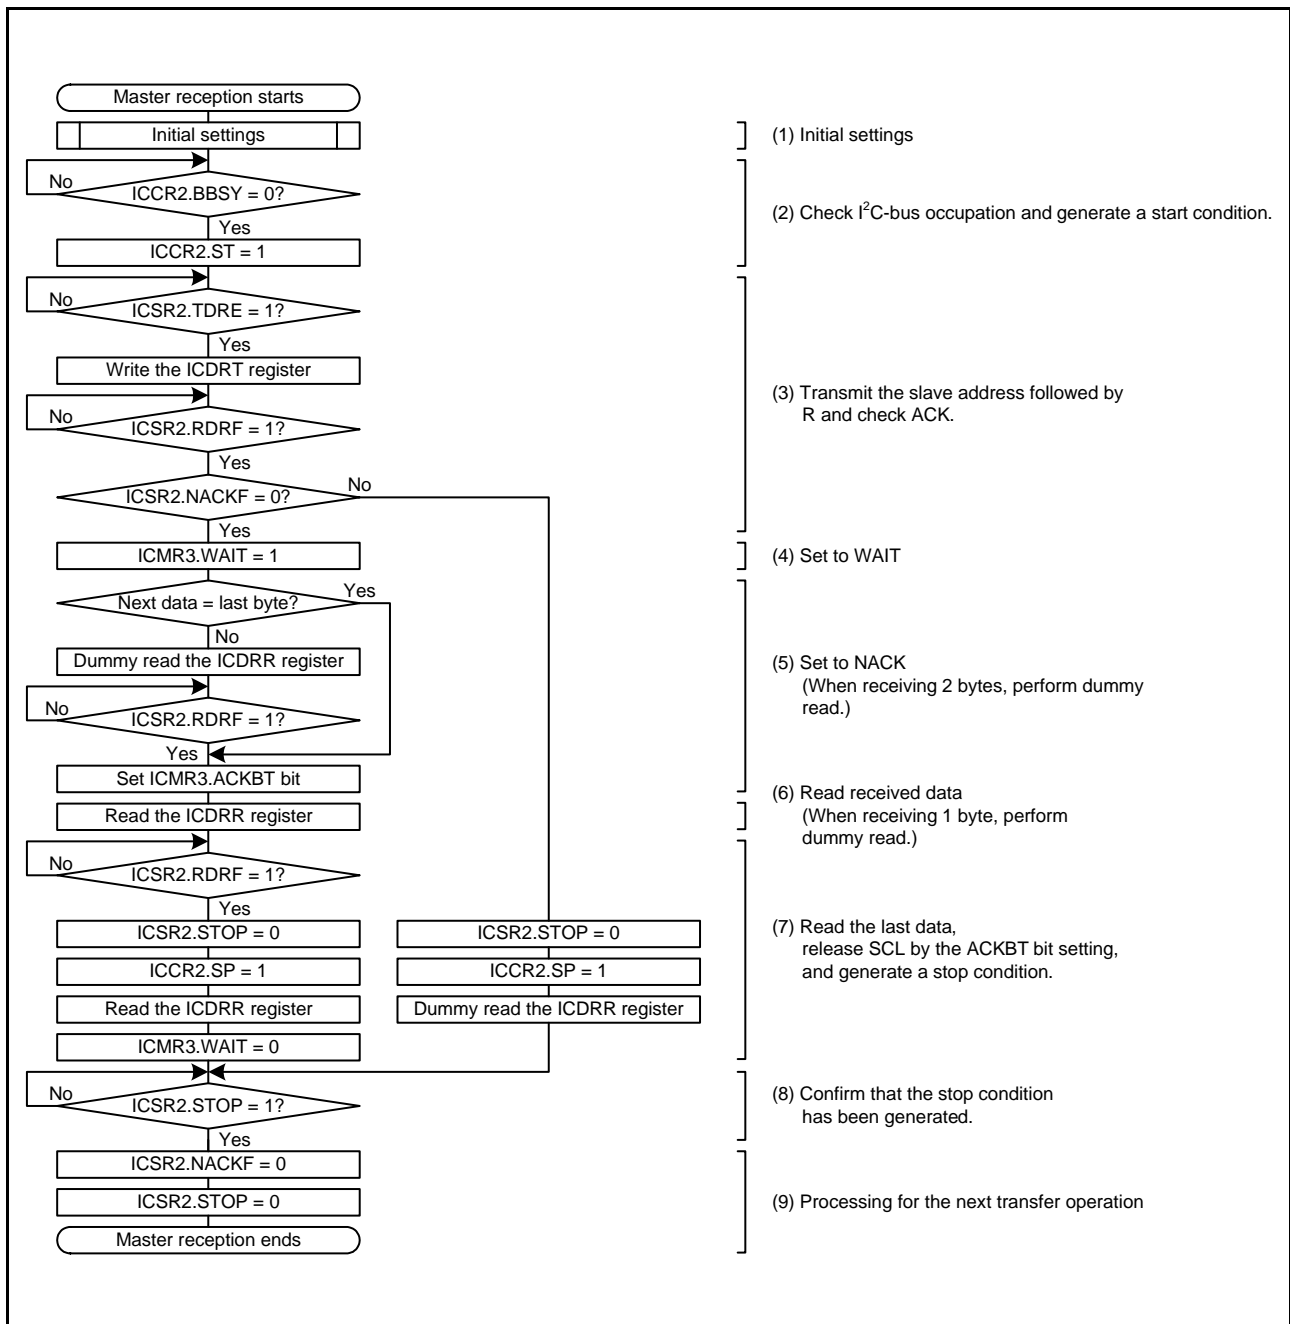 Master reception starts
Initial settings
(1) Initial settings
No
ICCR2.BBSY = 0?
Yes
(2) Check I²C-bus occupation and generate a start condition.
ICCR2.ST = 1
No
ICSR2.TDRE = 1?
Yes
Write the ICDRT register
No
ICSR2.RDRF = 1?
(3) Transmit the slave address followed by
R and check ACK.
Yes
ICSR2.NACKF = 0?
No
Yes
ICMR3.WAIT = 1
(4) Set to WAIT
Next data = last byte?
Yes
No
Dummy read the ICDRR register
(5) Set to NACK
(When receiving 2 bytes, perform dummy
read.)
No
ICSR2.RDRF = 1?
Yes
Set ICMR3.ACKBT bit
Read the ICDRR register
(6) Read received data
(When receiving 1 byte, perform
dummy read.)
No
ICSR2.RDRF = 1?
Yes
ICSR2.STOP = 0
ICCR2.SP = 1
Read the ICDRR register
ICMR3.WAIT = 0
ICSR2.STOP = 0
ICCR2.SP = 1
Dummy read the ICDRR register
(7) Read the last data,
release SCL by the ACKBT bit setting,
and generate a stop condition.
No
ICSR2.STOP = 1?
Yes
(8) Confirm that the stop condition
has been generated.
ICSR2.NACKF = 0
ICSR2.STOP = 0
(9) Processing for the next transfer operation
Master reception ends